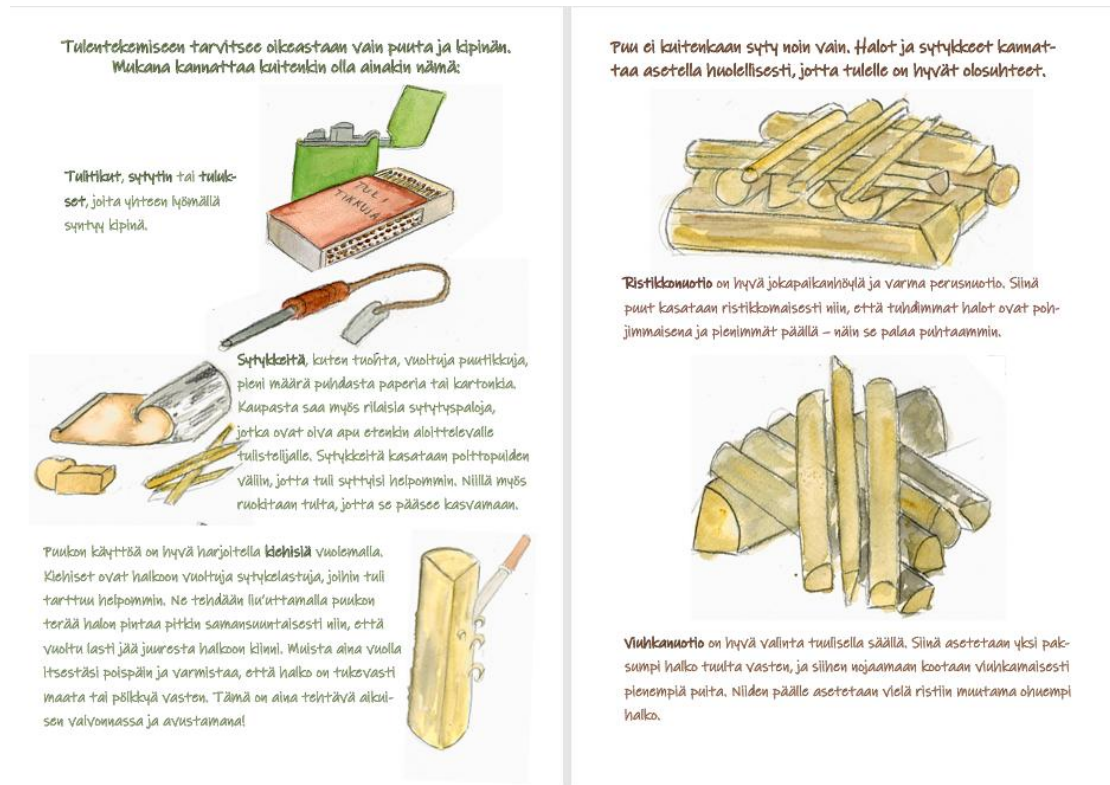 Tulentekemiseen tarvitsee oikeastaan vain puuta ja kipinän.
Mukana kannattaa kuitenkin olla ainakin nämä:
TULI
TIKKUJA
Tulitikut, sytytin tai tuluk-
set, joita yhteen lyömällä
syntyy kipinä.
Sytykkeitä, kuten tuohta, vuoltuja puutikkuja,
pieni määrä puhdasta paperia tai kartonkia.
Kaupasta saa myös rilaisia sytytyspaloja,
jotka ovat oiva apu etenkin aloittelevalle
tulistelijalle. Sytykkeitä kasataan polttopuiden
väliin, jotta tuli syttyisi helpommin. Niillä myös
ruokitaan tulta, jotta se pääsee kasvamaan.
Puukon käyttöä on hyvä harjoitella kiehisiä vuolemalla.
Kiehiset ovat halkoon vuoltuja sytykelastuja, joihin tuli
tarttuu helpommin. Ne tehdään liu'uttamalla puukon
terää halon pintaa pitkin samansuuntaisesti niin, että
vuoltu lasti jää juuresta halkoon kiinni. Muista aina vuolla
itsestäsi poispäin ja varmistaa, että halko on tukevasti
maata tai pölkkyä vasten. Tämä on aina tehtävä aikui-
sen valvonnassa ja avustamana!
Puu ei kuitenkaan syty noin vain. Halot ja sytykkeet kannat-
taa asetella huolellisesti, jotta tulelle on hyvät olosuhteet.
Ristikkonuotio on hyvä jokapaikanhöylä ja varma perusnuotio. Siinä
puut kasataan ristikkomaisesti niin, että tuhdimmat halot ovat poh-
jimmaisena ja pienimmät päällä – näin se palaa puhtaammin.
Viuhkanuotio on hyvä valinta tuulisella säällä. Siinä asetetaan yksi pak-
sumpi halko tuulta vasten, ja siihen nojaamaan kootaan viuhkamaisesti
pienempiä puita. Niiden päälle asetetaan vielä ristiin muutama ohuempi
halko.